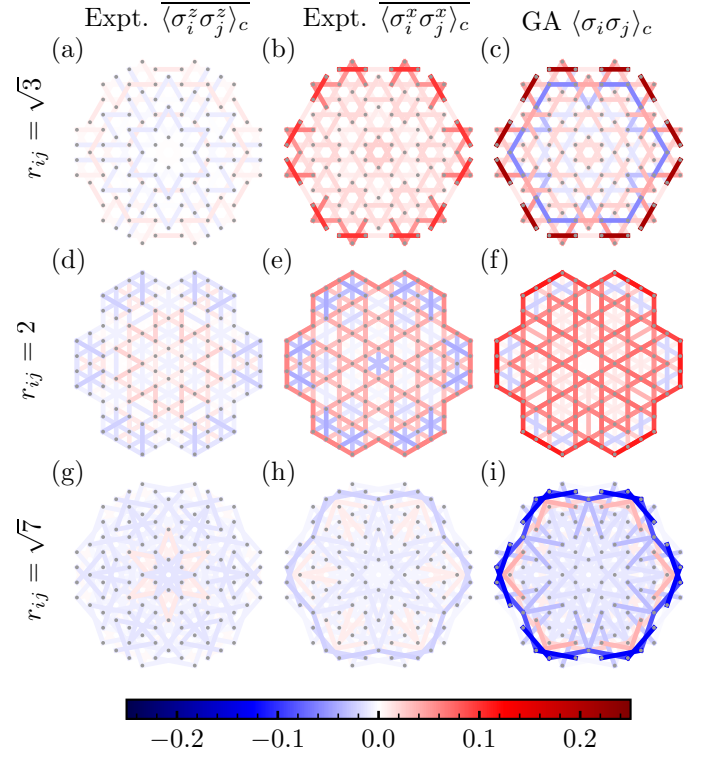 Expt. $\overline{\langle\sigma_i^z\sigma_j^z\rangle_c}$ Expt. $\overline{\langle\sigma_i^x\sigma_j^x\rangle_c}$ GA $\langle\sigma_i\sigma_j\rangle_c$
(a) (b) (c)
$r_{ij} = \sqrt{3}$
(d) (e) (f)
$r_{ij} = 2$
(g) (h) (i)
$r_{ij} = \sqrt{7}$
−0.2 −0.1 0.0 0.1 0.2